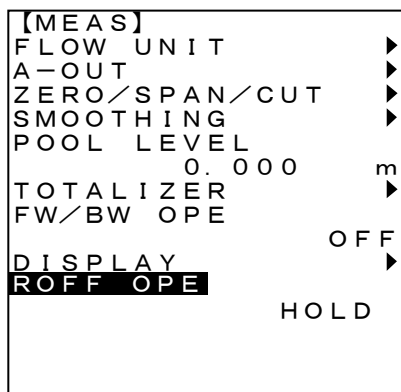 【MEAS】
FLOW UNIT ▶
A－OUT ▶
ZERO／SPAN／CUT ▶
SMOOTHING ▶
POOL LEVEL
0. 000 m
TOTALIZER ▶
FW／BW OPE
OFF
DISPLAY ▶
ROFF OPE
HOLD